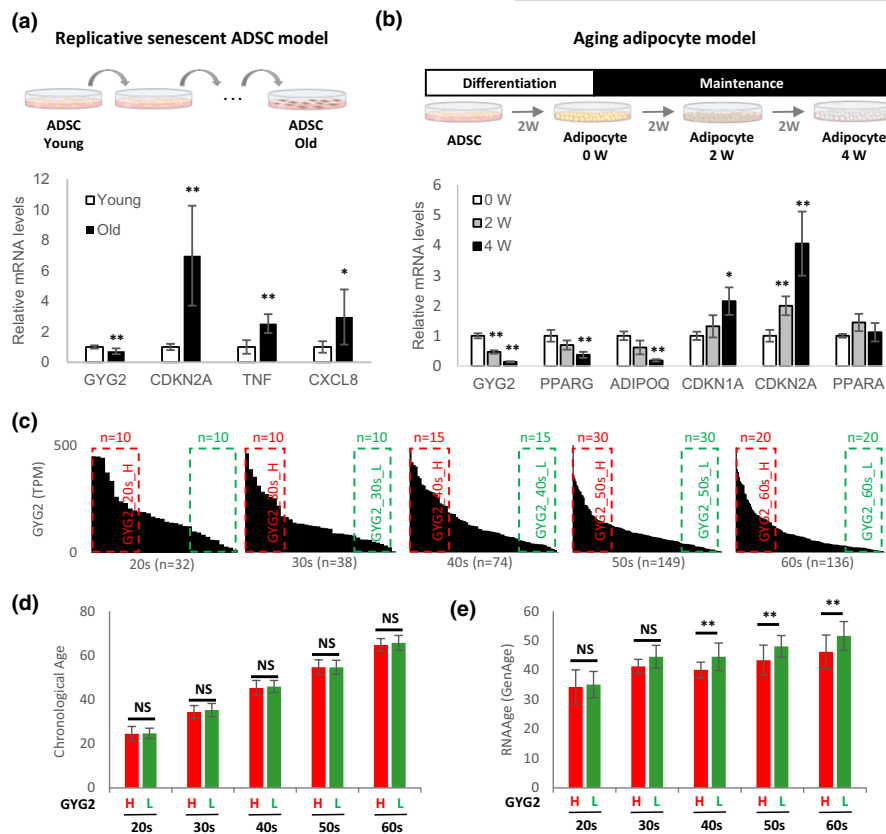 (a)
Replicative senescent ADSC model
...
ADSC
Young
ADSC
Old
Relative mRNA levels
12
10
8
6
4
2
0
Young
Old
**
**
**
*
GYG2 CDKN2A TNF CXCL8
(b)
Aging adipocyte model
Differentiation Maintenance
ADSC
2W
Adipocyte
0 W
2W
Adipocyte
2 W
2W
Adipocyte
4 W
Relative mRNA levels
6
5
4
3
2
1
0
0 W
2 W
4 W
** **
**
**
*
** **
GYG2 PPARG ADIPOQ CDKN1A CDKN2A PPARA
(c)
GYG2 (TPM)
500
0
n=10 n=10 n=10 n=10 n=15 n=15 n=30 n=30 n=20 n=20
GYG2_20s_H
GYG2_30s_H
GYG2_30s_L
GYG2_40s_H
GYG2_40s_L
GYG2_50s_H
GYG2_50s_L
GYG2_60s_H
GYG2_60s_L
20s (n=32) 30s (n=38) 40s (n=74) 50s (n=149) 60s (n=136)
(d)
Chronological Age
80
60
40
20
0
NS NS NS NS NS
GYG2 H L H L H L H L H L
20s 30s 40s 50s 60s
(e)
RNAAge (GenAge)
60
50
40
30
20
10
0
NS NS ** ** **
GYG2 H L H L H L H L H L
20s 30s 40s 50s 60s